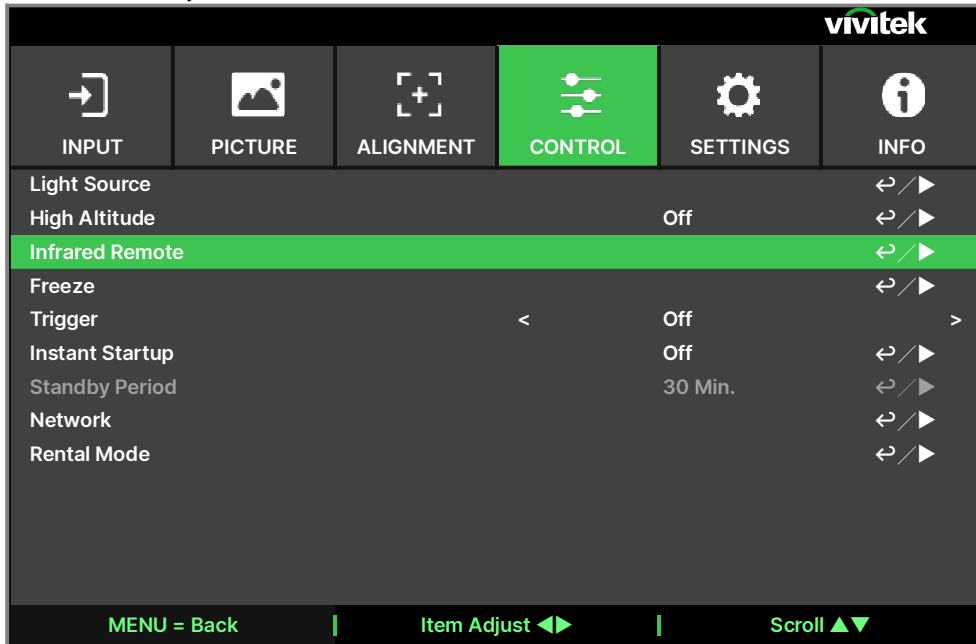 vivitek
INPUT PICTURE ALIGNMENT CONTROL SETTINGS INFO
Light Source
High Altitude Off
Infrared Remote
Freeze
Trigger < Off >
Instant Startup Off
Standby Period 30 Min.
Network
Rental Mode
MENU = Back Item Adjust ◀▶ Scroll ▲▼